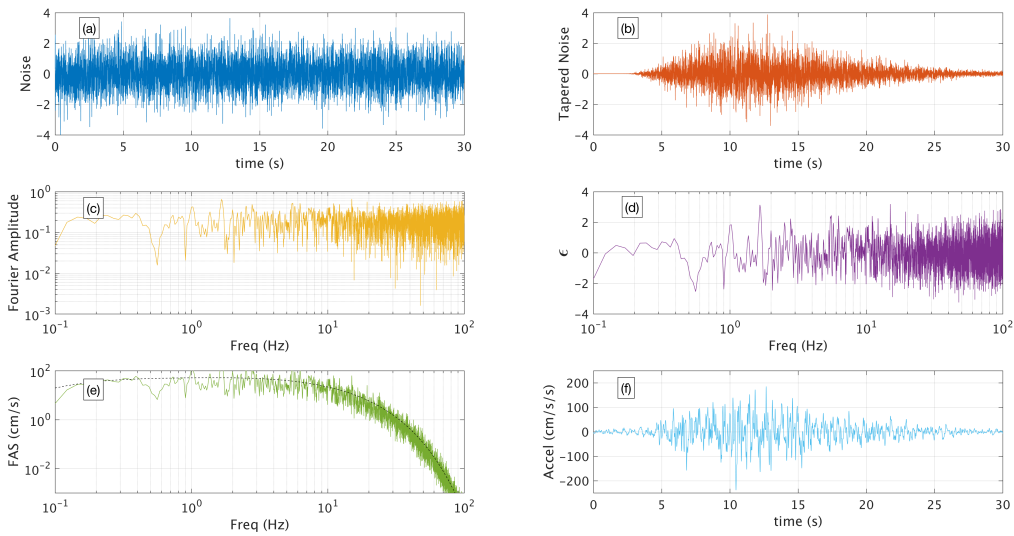 (a)
Noise
4
2
0
−2
−4
0 5 10 15 20 25 30
time (s)
(b)
Tapered Noise
4
2
0
−2
−4
0 5 10 15 20 25 30
time (s)
(c)
Fourier Amplitude
10^0
10^−1
10^−2
10^−3
10^−1 10^0 10^1 10^2
Freq (Hz)
(d)
ϵ
4
2
0
−2
−4
10^−1 10^0 10^1 10^2
Freq (Hz)
(e)
FAS (cm/s)
10^2
10^0
10^−2
10^−1 10^0 10^1 10^2
Freq (Hz)
(f)
Accel (cm/s/s)
200
100
0
−100
−200
0 5 10 15 20 25 30
time (s)